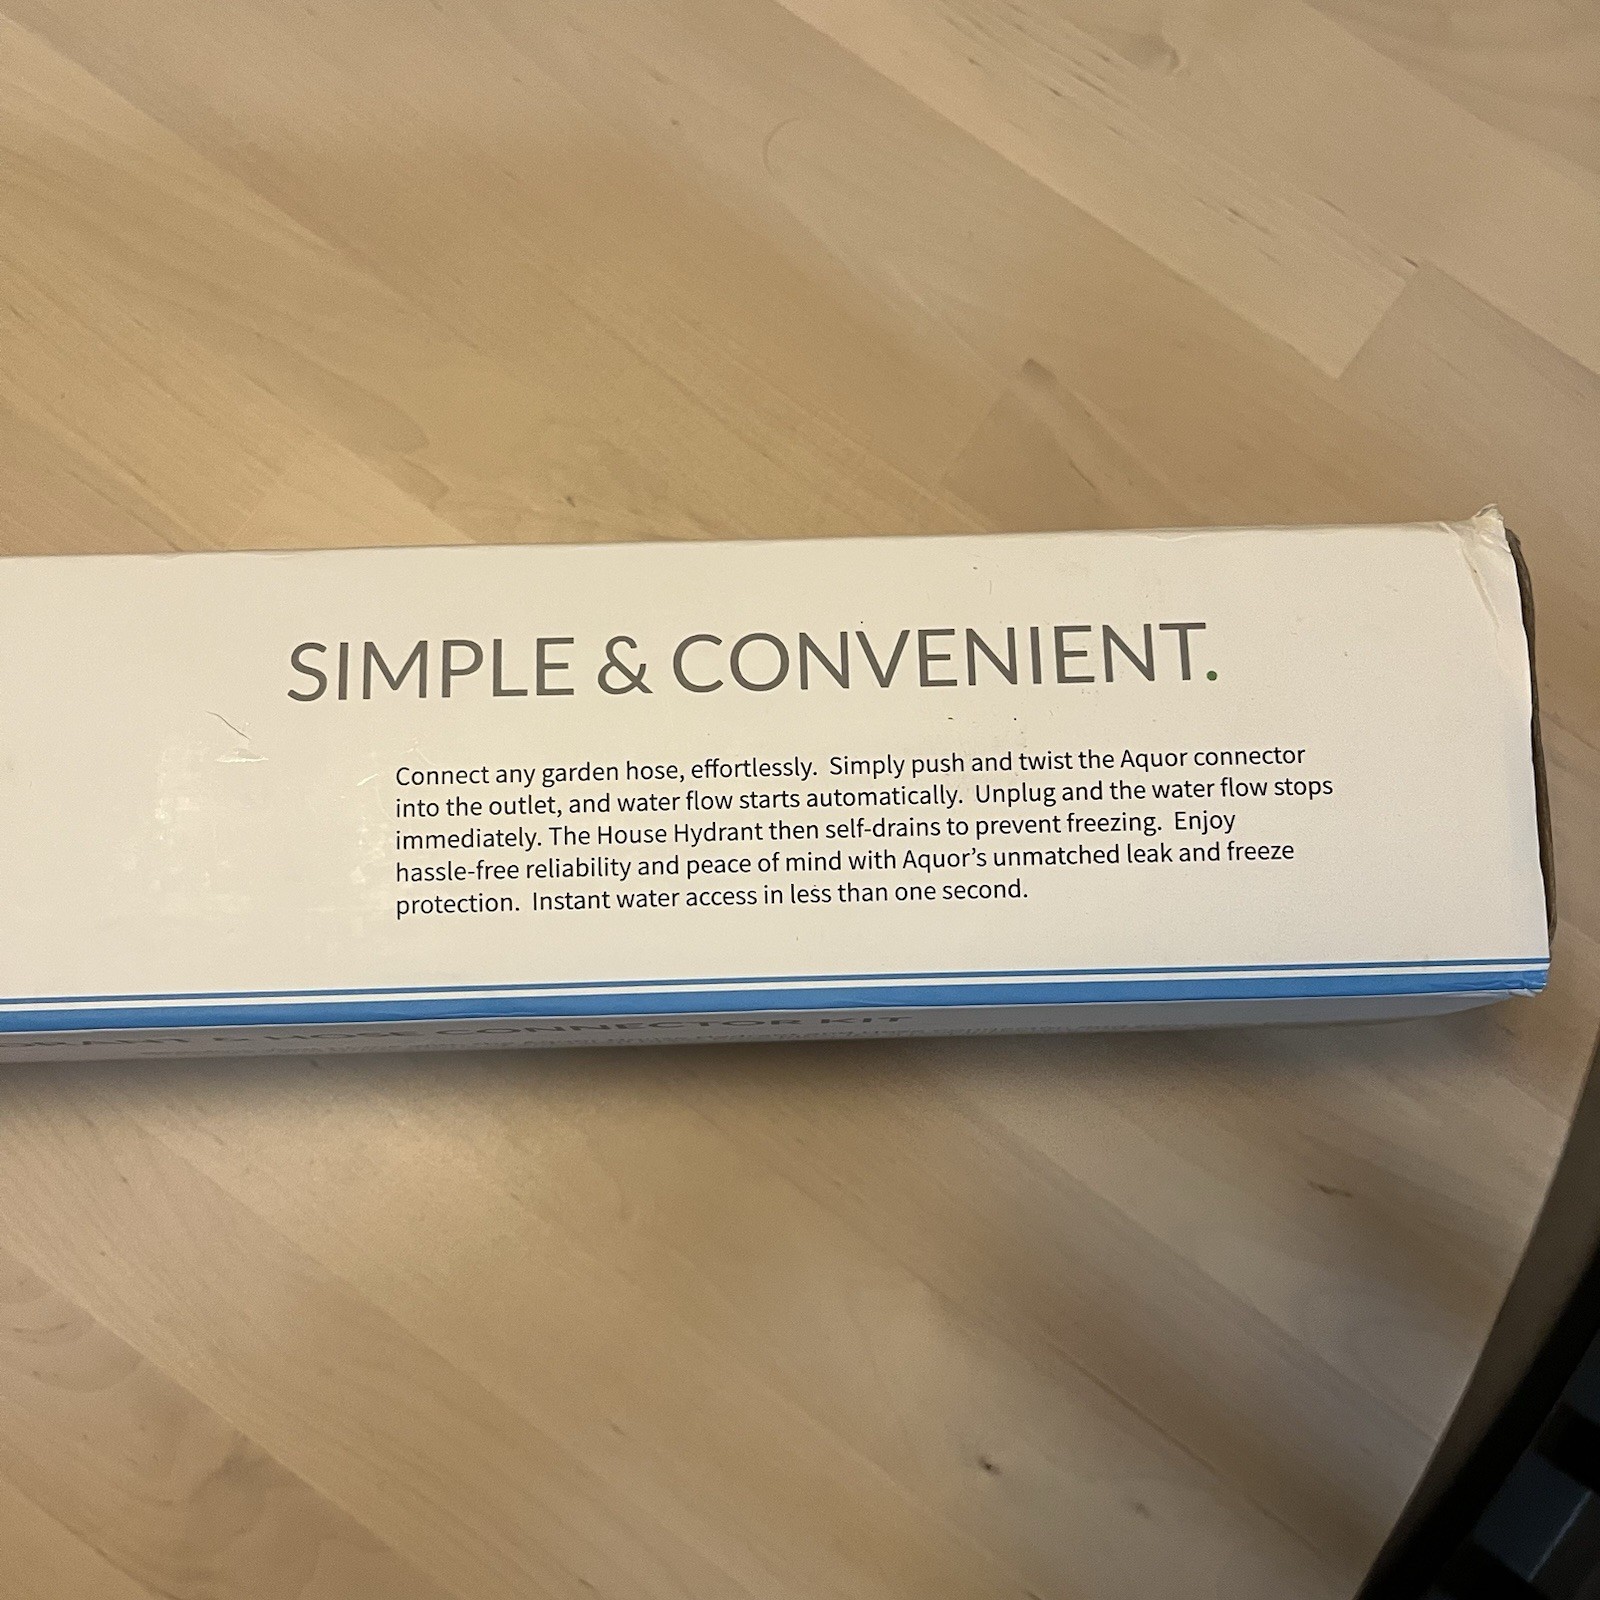 SIMPLE & CONVENIENT.
Connect any garden hose, effortlessly. Simply push and twist the Aquor connector
into the outlet, and water flow starts automatically. Unplug and the water flow stops
immediately. The House Hydrant then self-drains to prevent freezing. Enjoy
hassle-free reliability and peace of mind with Aquor's unmatched leak and freeze
protection. Instant water access in less than one second.
& HOSE CONNECTOR KIT